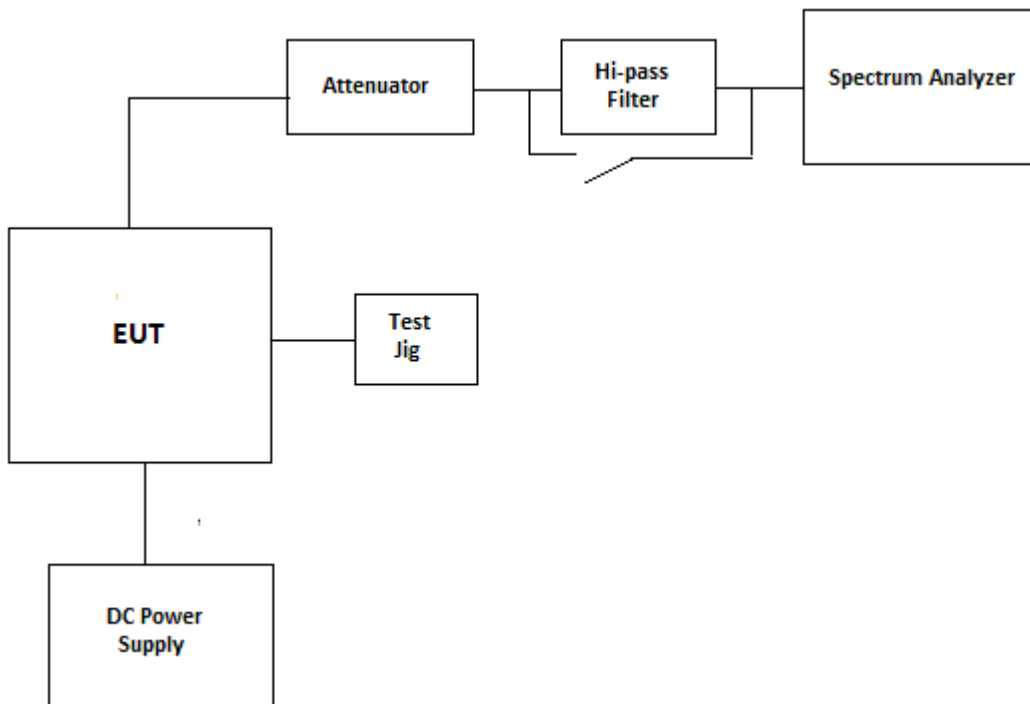 Attenuator
Hi-pass
Filter
Spectrum Analyzer
EUT
Test
Jig
DC Power
Supply